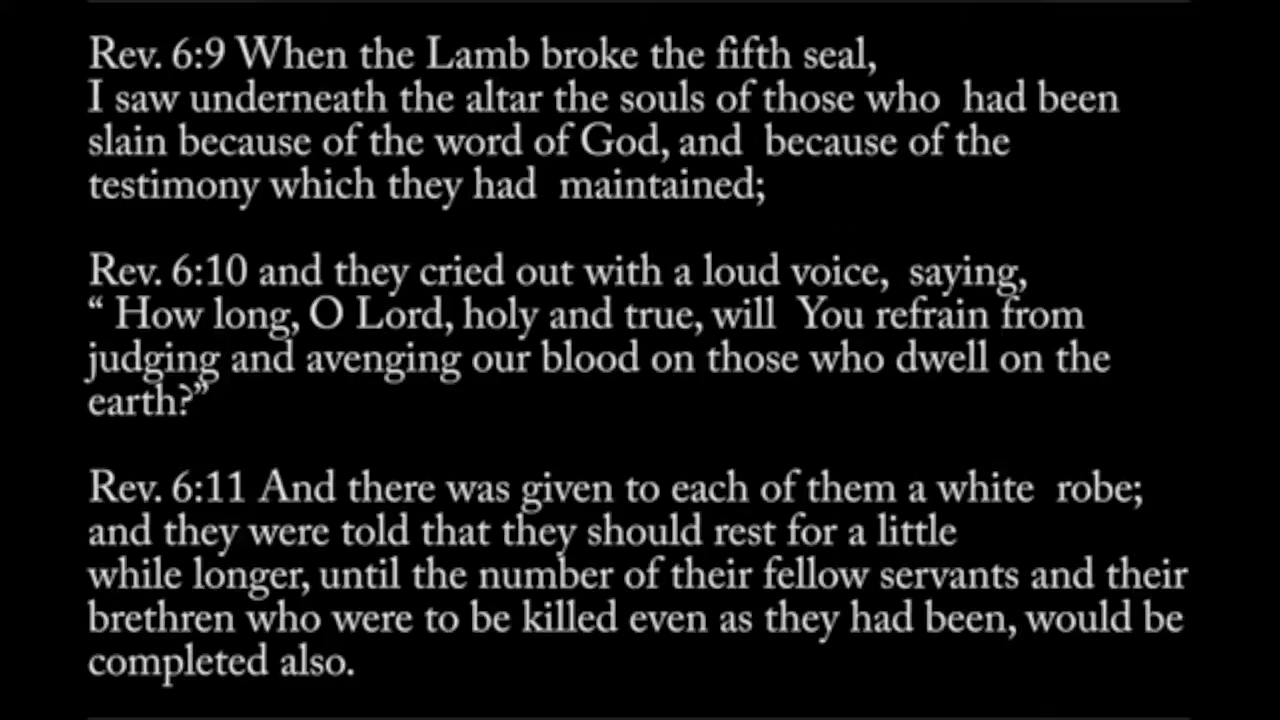 Rev. 6:9 When the Lamb broke the fifth seal,
I saw underneath the altar the souls of those who  had been
slain because of the word of God, and  because of the
testimony which they had  maintained;
Rev. 6:10 and they cried out with a loud voice,  saying,
“ How long, O Lord, holy and true, will  You refrain from
judging and avenging our blood on those who dwell on the
earth?”
Rev. 6:11 And there was given to each of them a white  robe;
and they were told that they should rest for a little
while longer, until the number of their fellow servants and their
brethren who were to be killed even as they had been, would be
completed also.